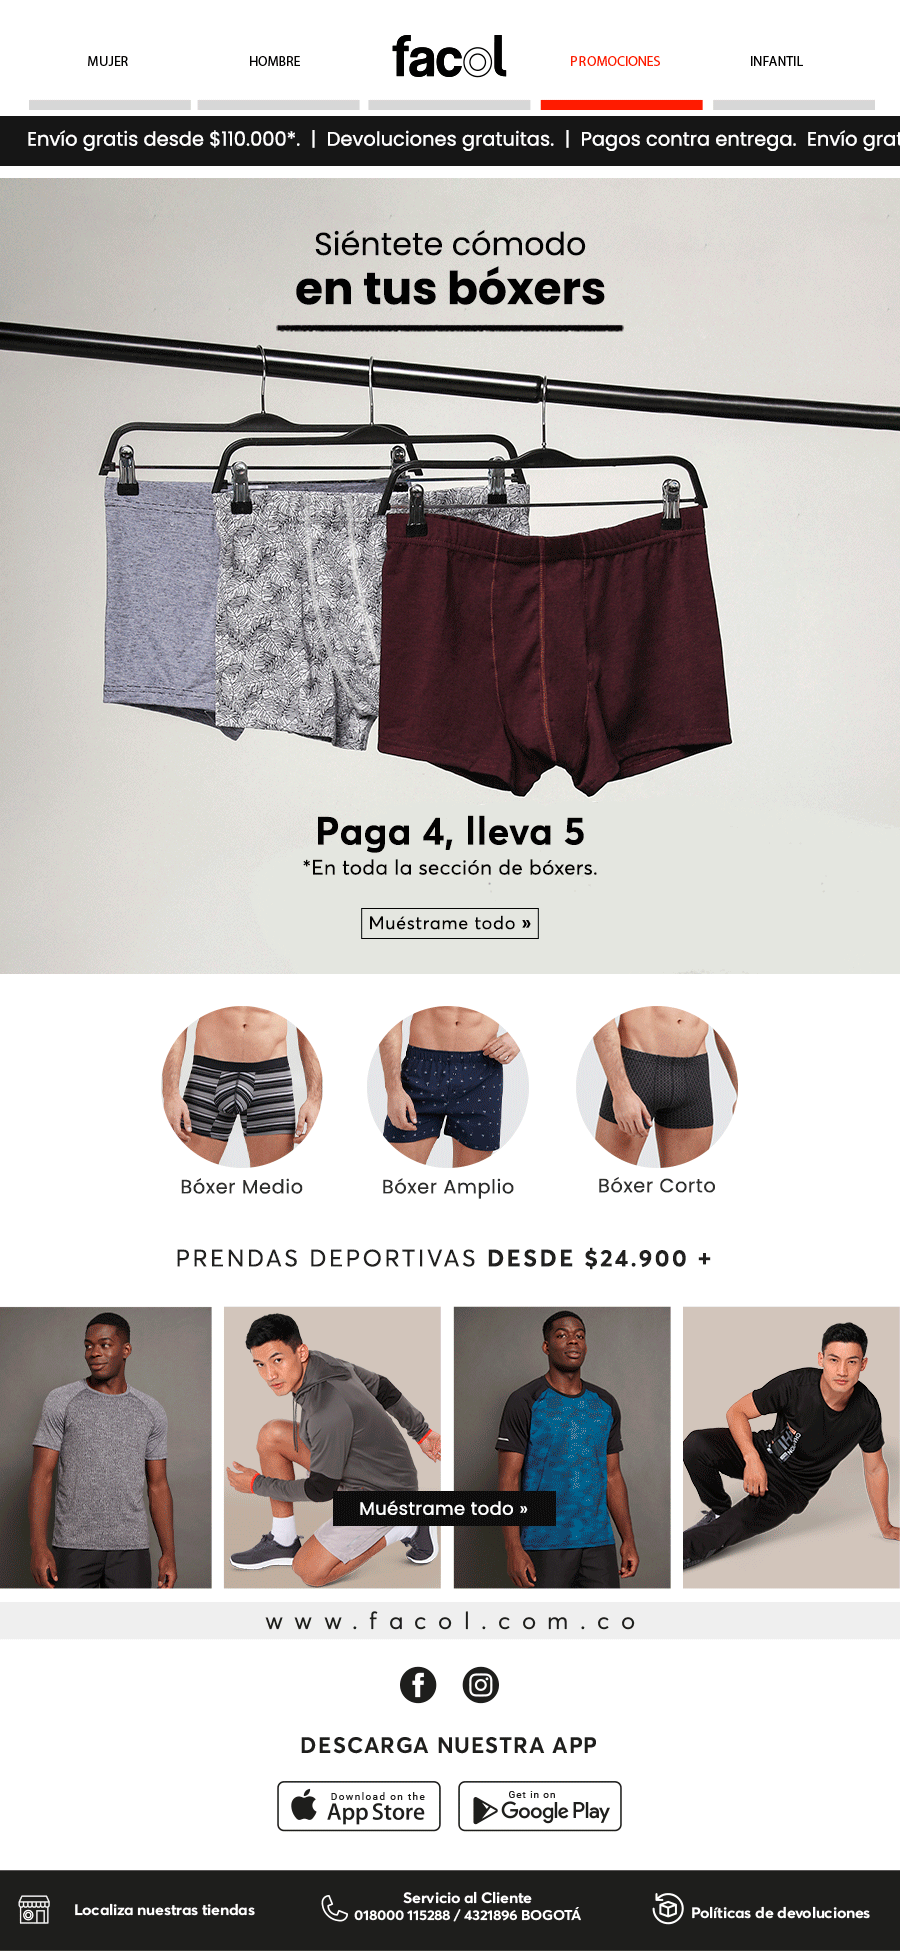 MUJER
HOMBRE
facol
PROMOCIONES
INFANTIL
Envío gratis desde $110.000*. | Devoluciones gratuitas. | Pagos contra entrega. Envío grat
Siéntete cómodo
en tus bóxers
Paga 4, lleva 5
*En toda la sección de bóxers.
Muéstrame todo »
Bóxer Medio
Bóxer Amplio
Bóxer Corto
PRENDAS DEPORTIVAS DESDE $24.900 +
Muéstrame todo »
www.facol.com.co
DESCARGA NUESTRA APP
Download on the
App Store
Get in on
Google Play
Localiza nuestras tiendas
Servicio al Cliente
018000 115288 / 4321896 BOGOTÁ
Políticas de devoluciones